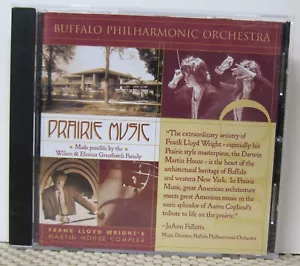 BUFFALO PHILHARMONIC ORCHESTRA
PRAIRIE MUSIC
Made possible by the
Wilson & Eleanor Greatbatch Family
FRANK LLOYD WRIGHT'S
MARTIN HOUSE COMPLEX
"The extraordinary artistry of
Frank Lloyd Wright - especially his
Prairie style masterpiece, the Darwin
Martin House - is the heart of the
architectural heritage of Buffalo
and western New York. In Prairie
Music, great American architecture
meets great American music in the
sonic splendor of Aaron Copland's
tribute to life on the prairie."
~JoAnn Falletta
Music Director, Buffalo Philharmonic Orchestra